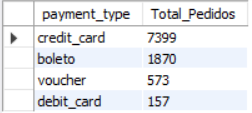 payment_type Total_Pedidos
credit_card 7399
boleto 1870
voucher 573
debit_card 157